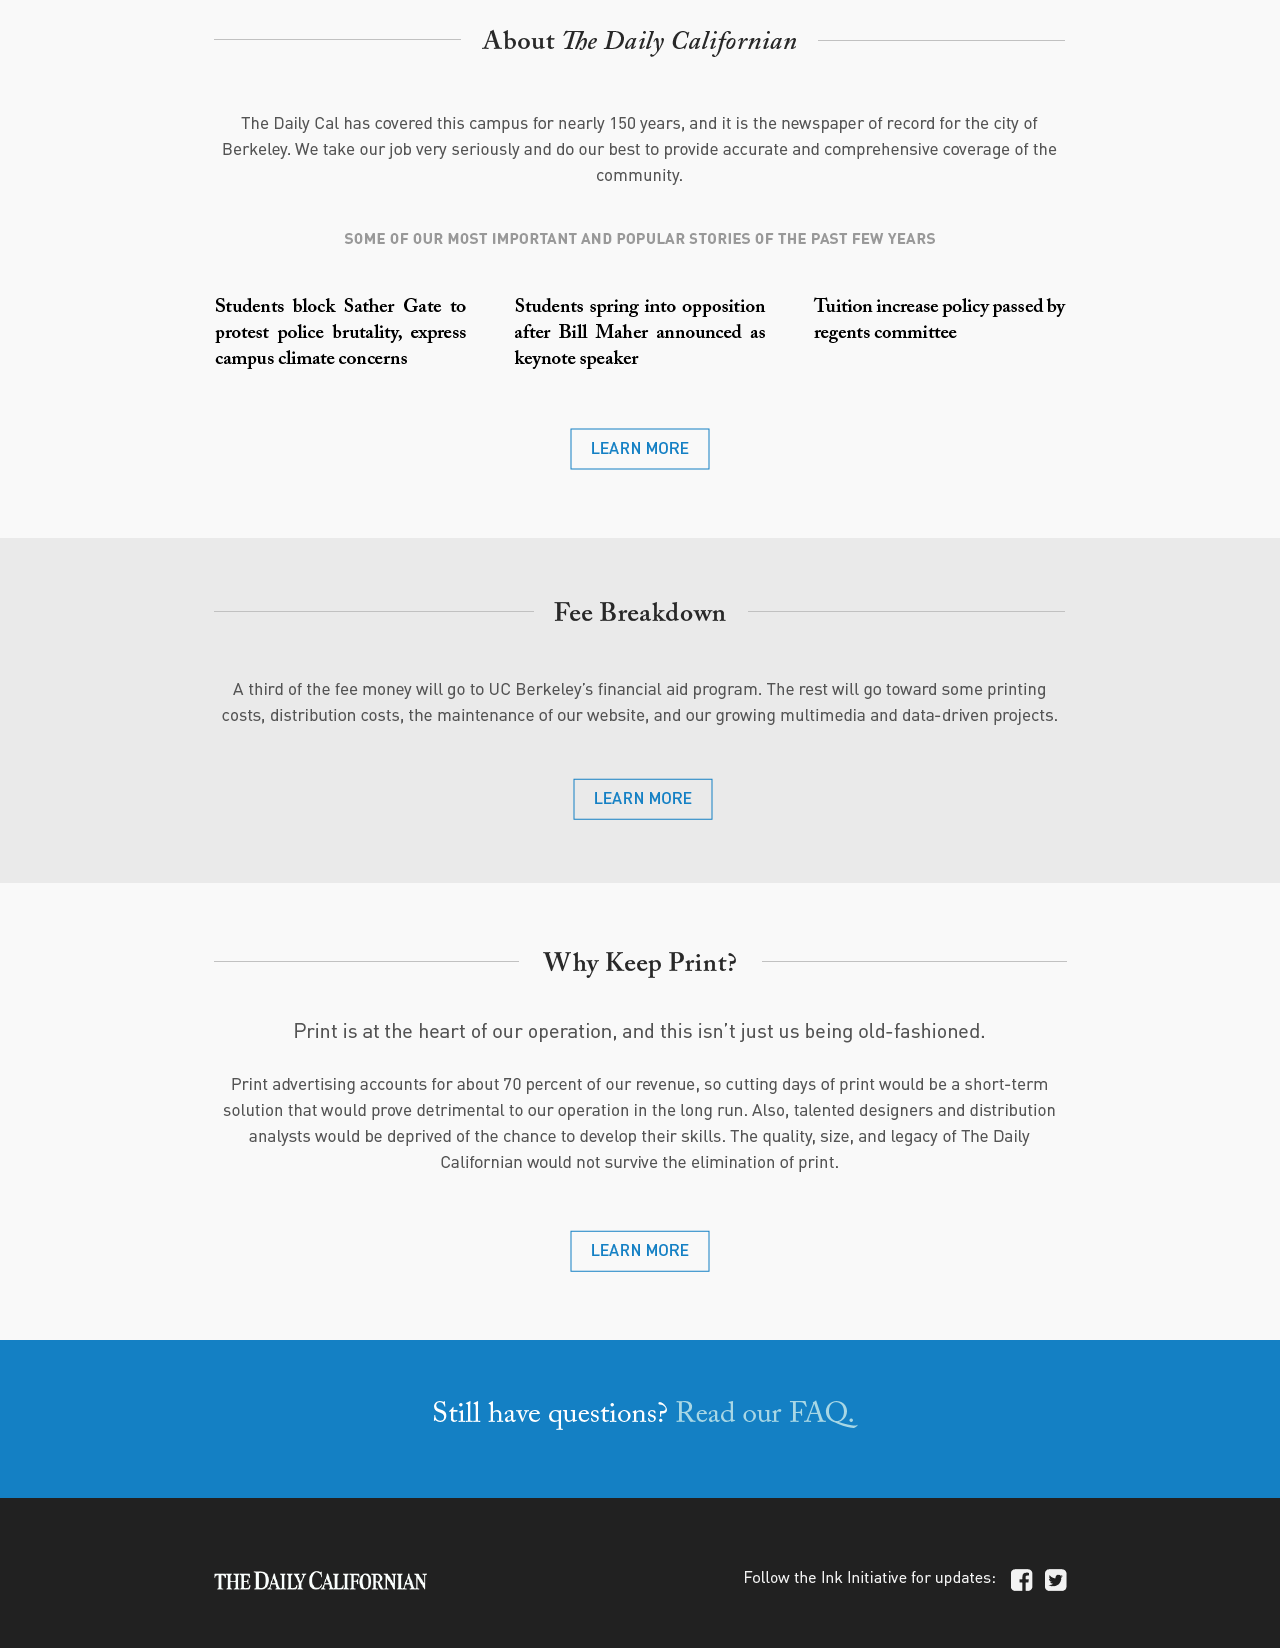 About The Daily Californian
The Daily Cal has covered this campus for nearly 150 years, and it is the newspaper of record for the city of
Berkeley. We take our job very seriously and do our best to provide accurate and comprehensive coverage of the
community.
SOME OF OUR MOST IMPORTANT AND POPULAR STORIES OF THE PAST FEW YEARS
Students block Sather Gate to
protest police brutality, express
campus climate concerns
Students spring into opposition
after Bill Maher announced as
keynote speaker
Tuition increase policy passed by
regents committee
LEARN MORE
Fee Breakdown
A third of the fee money will go to UC Berkeley’s financial aid program. The rest will go toward some printing
costs, distribution costs, the maintenance of our website, and our growing multimedia and data-driven projects.
LEARN MORE
Why Keep Print?
Print is at the heart of our operation, and this isn’t just us being old-fashioned.
Print advertising accounts for about 70 percent of our revenue, so cutting days of print would be a short-term
solution that would prove detrimental to our operation in the long run. Also, talented designers and distribution
analysts would be deprived of the chance to develop their skills. The quality, size, and legacy of The Daily
Californian would not survive the elimination of print.
LEARN MORE
Still have questions? Read our FAQ.
THE DAILY CALIFORNIAN
Follow the Ink Initiative for updates: